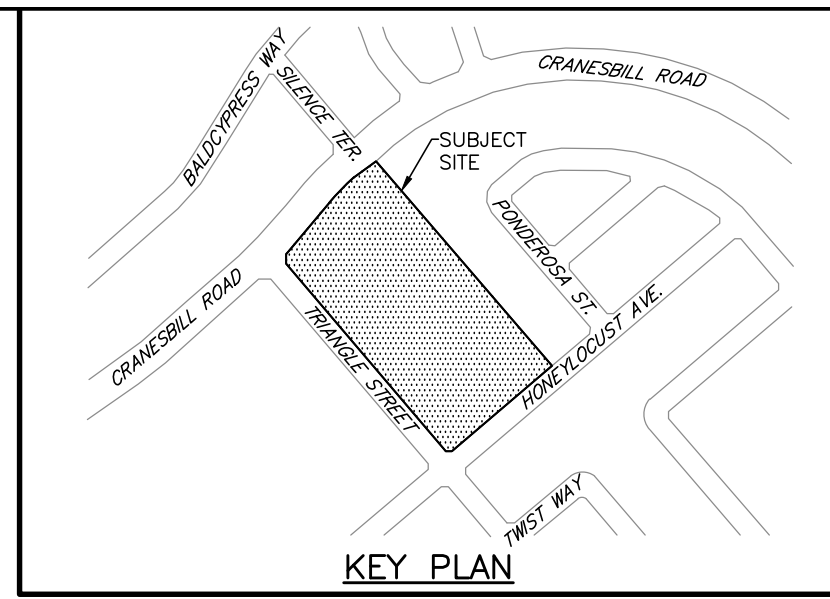 BALDCYPRESS WAY
SILENCE TER.
CRANESBILL ROAD
SUBJECT
SITE
PONDEROSA ST.
CRANESBILL ROAD
TRIANGLE STREET
HONEYLOCUST AVE.
TWIST WAY
KEY PLAN